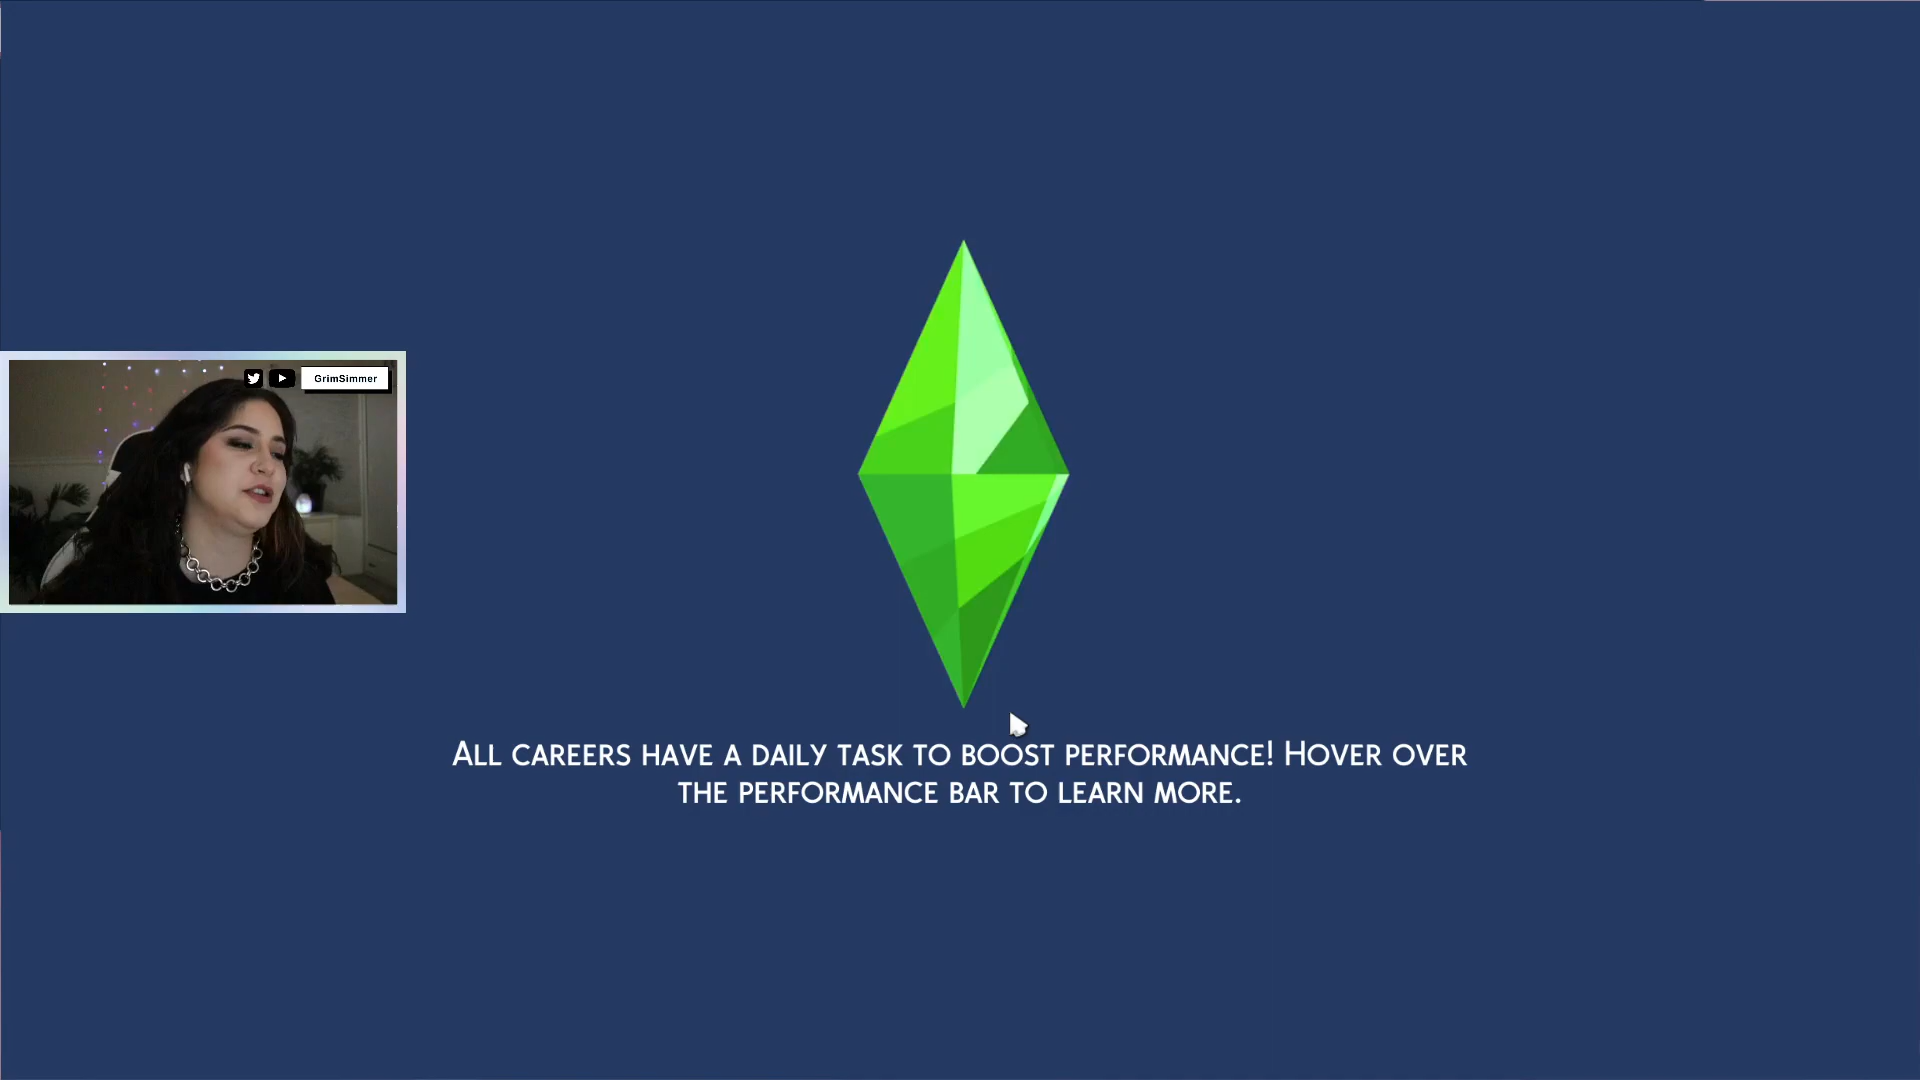 GrimSimmer
ALL CAREERS HAVE A DAILY TASK TO BOOST PERFORMANCE! HOVER OVER
THE PERFORMANCE BAR TO LEARN MORE.